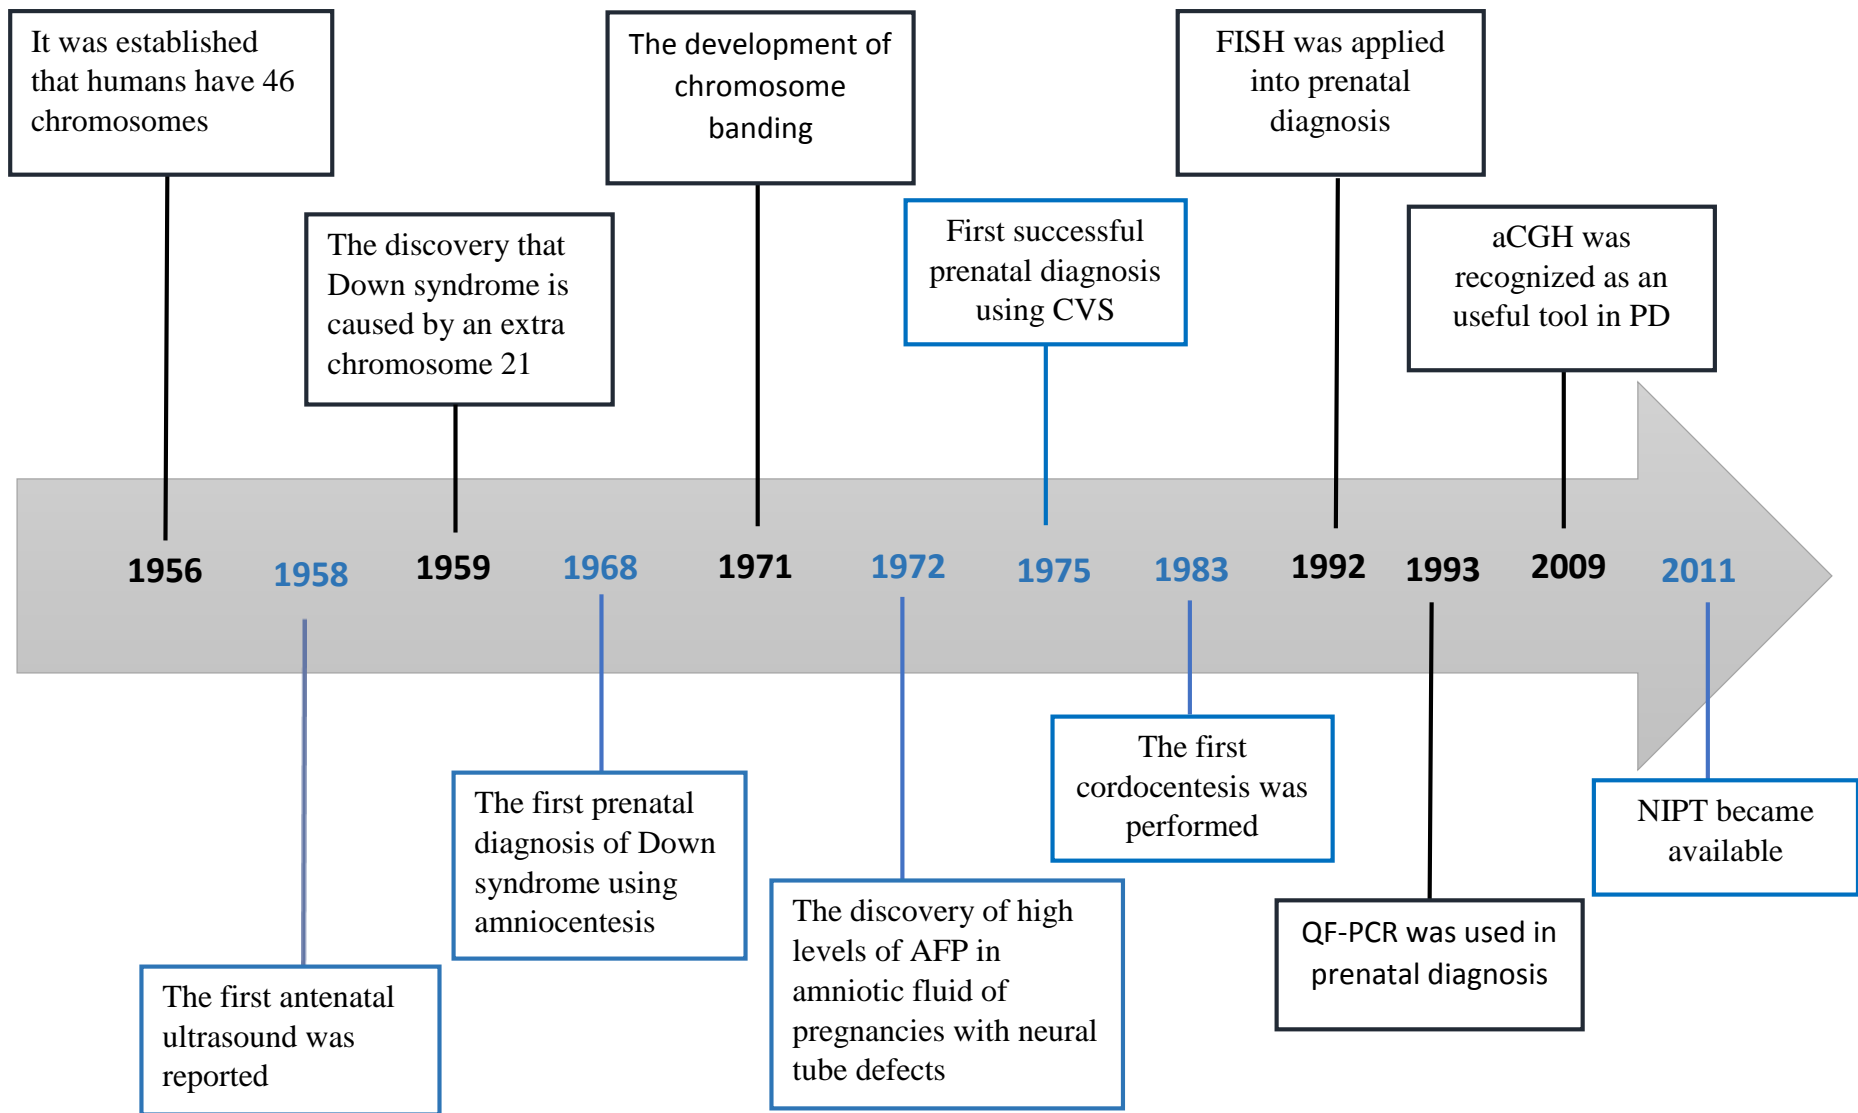 It was established
that humans have 46
chromosomes
The discovery that
Down syndrome is
caused by an extra
chromosome 21
The development of
chromosome
banding
First successful
prenatal diagnosis
using CVS
FISH was applied
into prenatal
diagnosis
aCGH was
recognized as an
useful tool in PD
1956
1958
1959
1968
1971
1972
1975
1983
1992
1993
2009
2011
The first antenatal
ultrasound was
reported
The first prenatal
diagnosis of Down
syndrome using
amniocentesis
The discovery of high
levels of AFP in
amniotic fluid of
pregnancies with neural
tube defects
The first
cordocentesis was
performed
QF-PCR was used in
prenatal diagnosis
NIPT became
available